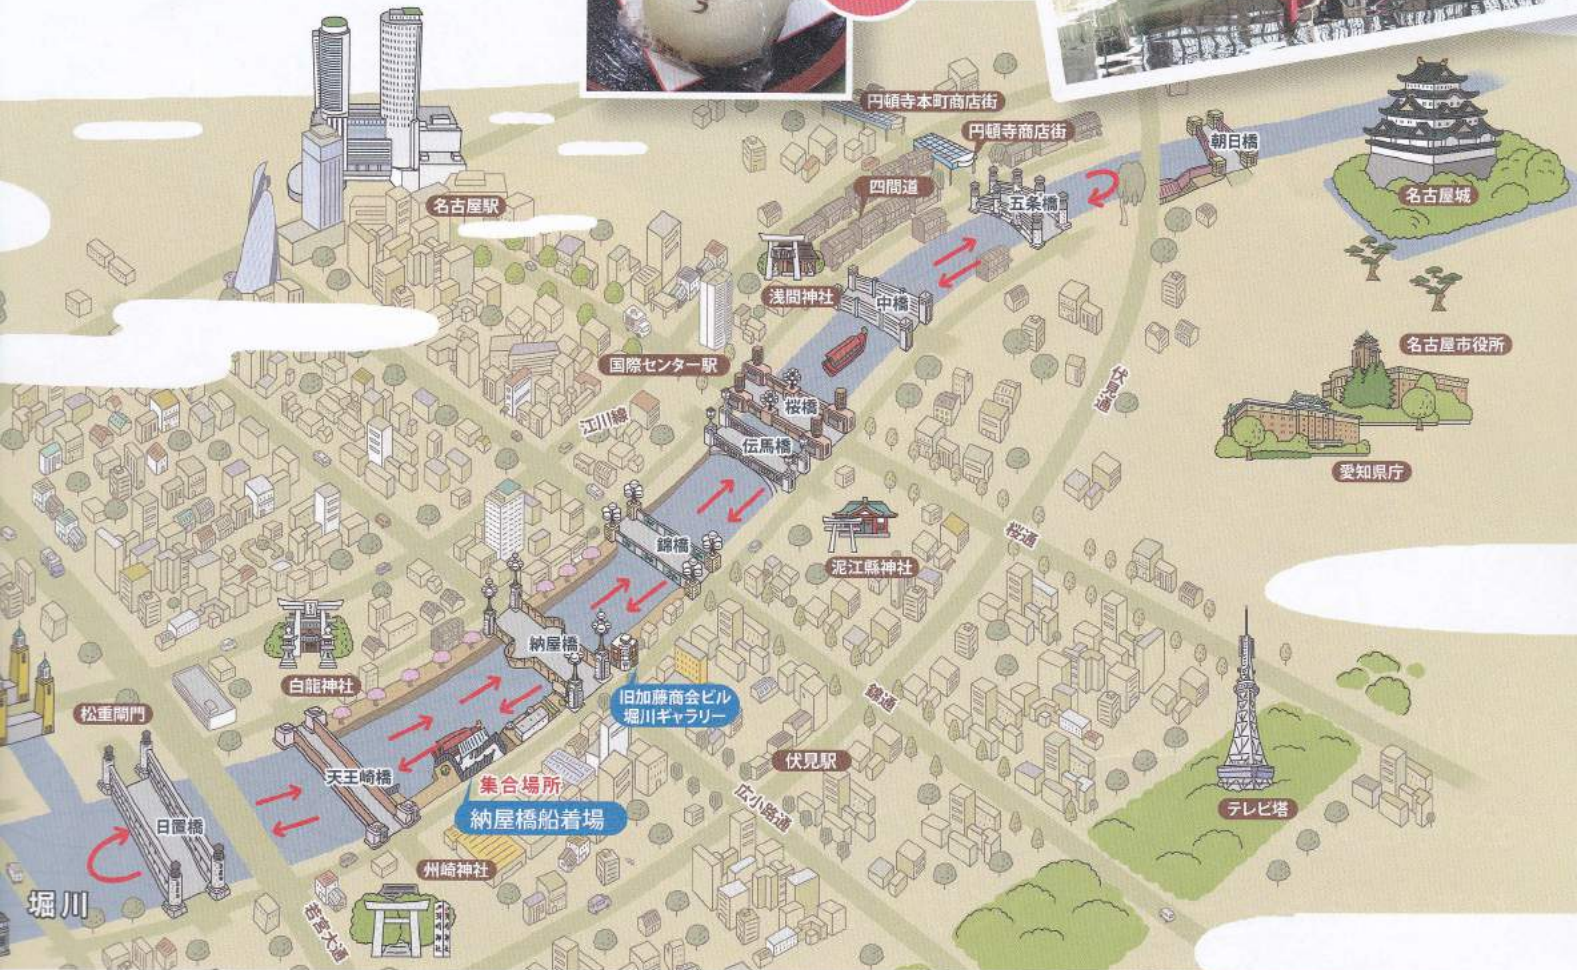 円頓寺本町商店街
円頓寺商店街
朝日橋
名古屋城
四間道
五条橋
名古屋駅
浅間神社
中橋
名古屋市役所
国際センター駅
伏見通
桜橋
江川線
伝馬橋
愛知県庁
桜通
錦橋
泥江縣神社
納屋橋
白龍神社
旧加藤商会ビル
堀川ギャラリー
錦通
松重閘門
伏見駅
天王崎橋
集合場所
納屋橋船着場
広小路通
テレビ塔
日置橋
州崎神社
堀川
若宮大通